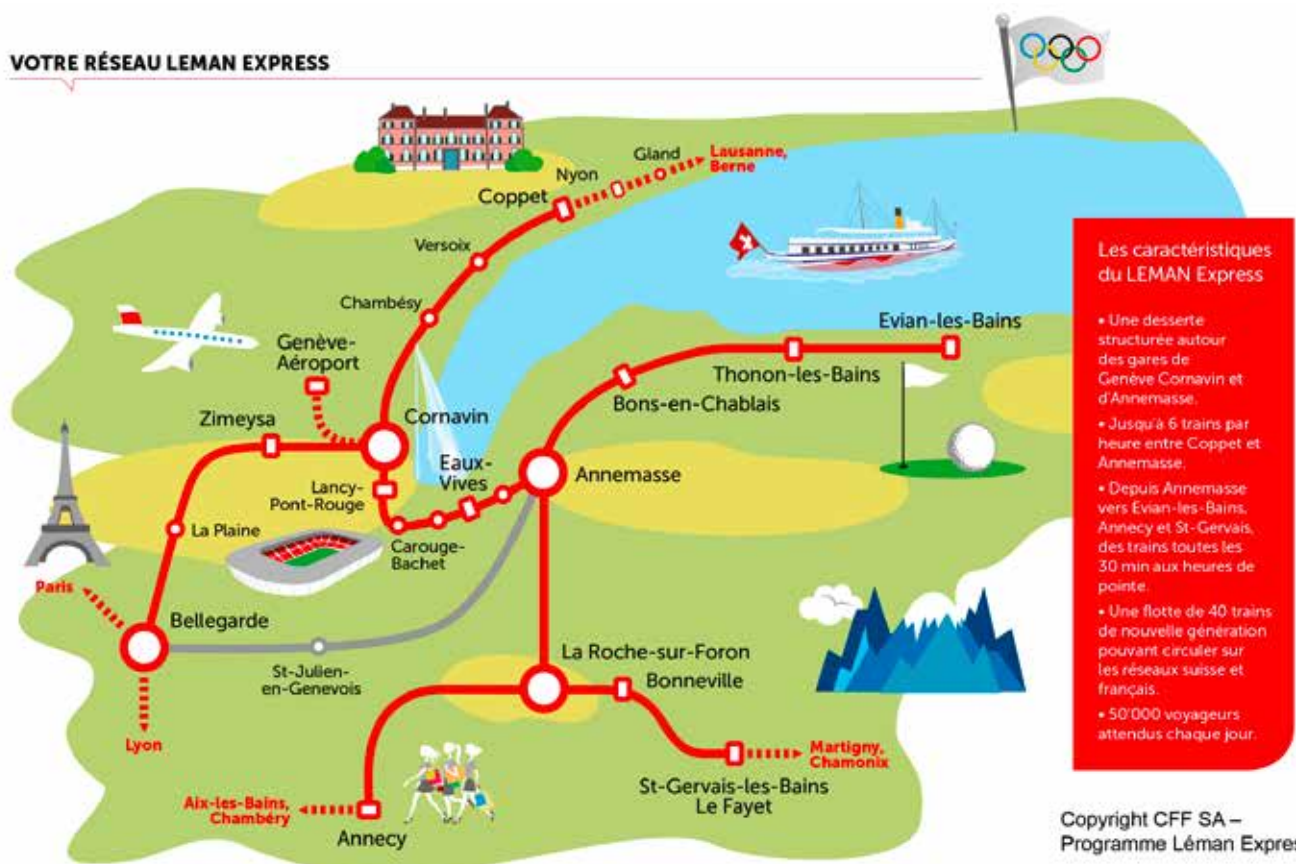 VOTRE RÉSEAU LEMAN EXPRESS
Gland
Lausanne,
Berne
Nyon
Coppet
Versoix
Chambésy
Genève-
Aéroport
Zimeysa
Cornavin
Eaux-
Vives
Lancy-
Pont-Rouge
Carouge-
Bachet
La Plaine
Annemasse
Bons-en-Chablais
Thonon-les-Bains
Evian-les-Bains
Paris
Bellegarde
Lyon
St-Julien-
en-Genevois
La Roche-sur-Foron
Bonneville
St-Gervais-les-Bains
Le Fayet
Martigny,
Chamonix
Aix-les-Bains,
Chambéry
Annecy
Les caractéristiques
du LEMAN Express
• Une desserte
structurée autour
des gares de
Genève Cornavin et
d'Annemasse.
• Jusqu'à 6 trains par
heure entre Coppet et
Annemasse.
• Depuis Annemasse
vers Evian-les-Bains,
Annecy et St-Gervais,
des trains toutes les
30 min aux heures de
pointe.
• Une flotte de 40 trains
de nouvelle génération
pouvant circuler sur
les réseaux suisse et
français.
• 50'000 voyageurs
attendus chaque jour.
Copyright CFF SA –
Programme Léman Expres